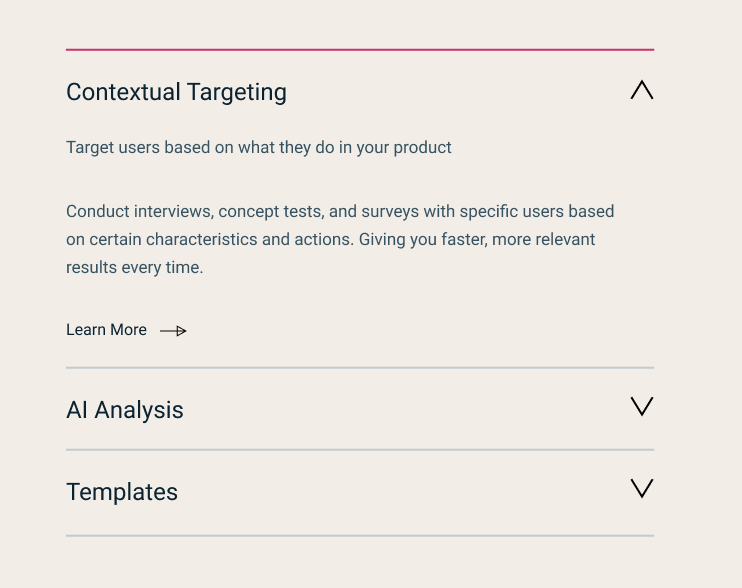 Contextual Targeting
Target users based on what they do in your product
Conduct interviews, concept tests, and surveys with specific users based
on certain characteristics and actions. Giving you faster, more relevant
results every time.
Learn More
AI Analysis
Templates